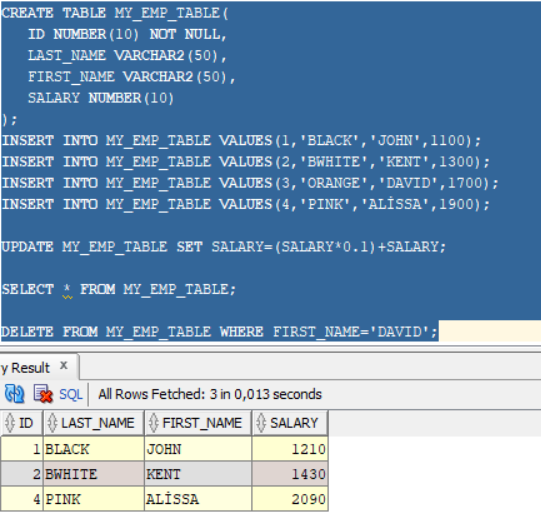 CREATE TABLE MY_EMP_TABLE(
ID NUMBER(10) NOT NULL,
LAST_NAME VARCHAR2(50),
FIRST_NAME VARCHAR2(50),
SALARY NUMBER(10)
);
INSERT INTO MY_EMP_TABLE VALUES(1,'BLACK','JOHN',1100);
INSERT INTO MY_EMP_TABLE VALUES(2,'BWHITE','KENT',1300);
INSERT INTO MY_EMP_TABLE VALUES(3,'ORANGE','DAVID',1700);
INSERT INTO MY_EMP_TABLE VALUES(4,'PINK','ALİSSA',1900);
UPDATE MY_EMP_TABLE SET SALARY=(SALARY*0.1)+SALARY;
SELECT * FROM MY_EMP_TABLE;
DELETE FROM MY_EMP_TABLE WHERE FIRST_NAME='DAVID';
y Result x
SQL All Rows Fetched: 3 in 0,013 seconds
ID LAST_NAME FIRST_NAME SALARY
1 BLACK JOHN 1210
2 BWHITE KENT 1430
4 PINK ALİSSA 2090